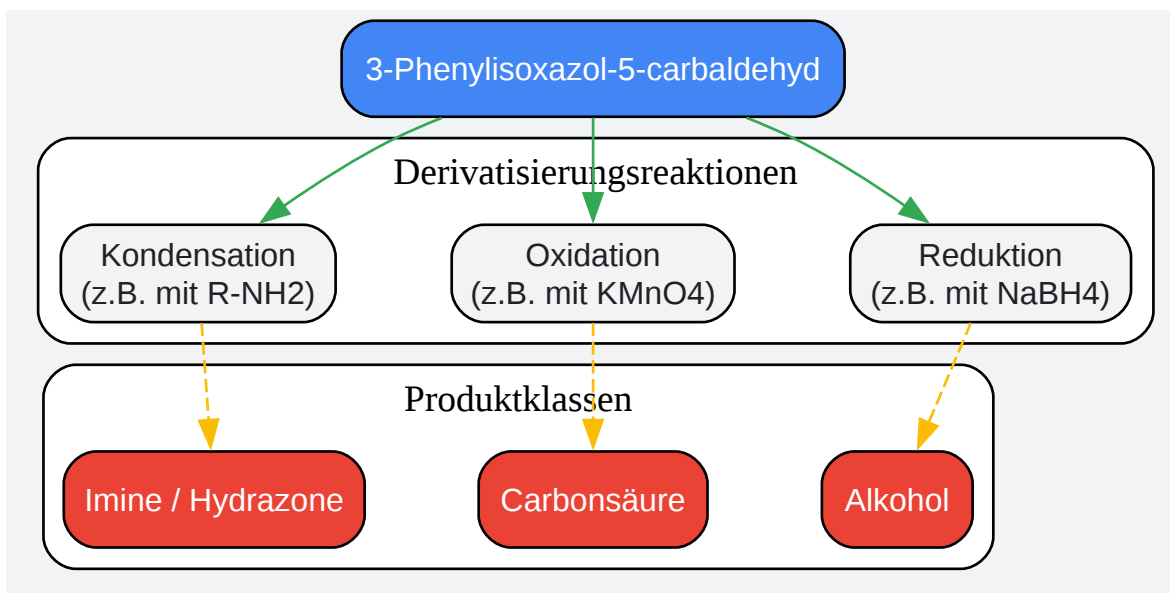 3-Phenylisoxazol-5-carbaldehyd
Derivatisierungsreaktionen
Kondensation
(z.B. mit R-NH2)
Oxidation
(z.B. mit KMnO4)
Reduktion
(z.B. mit NaBH4)
Produktklassen
Imine / Hydrazone
Carbonsäure
Alkohol